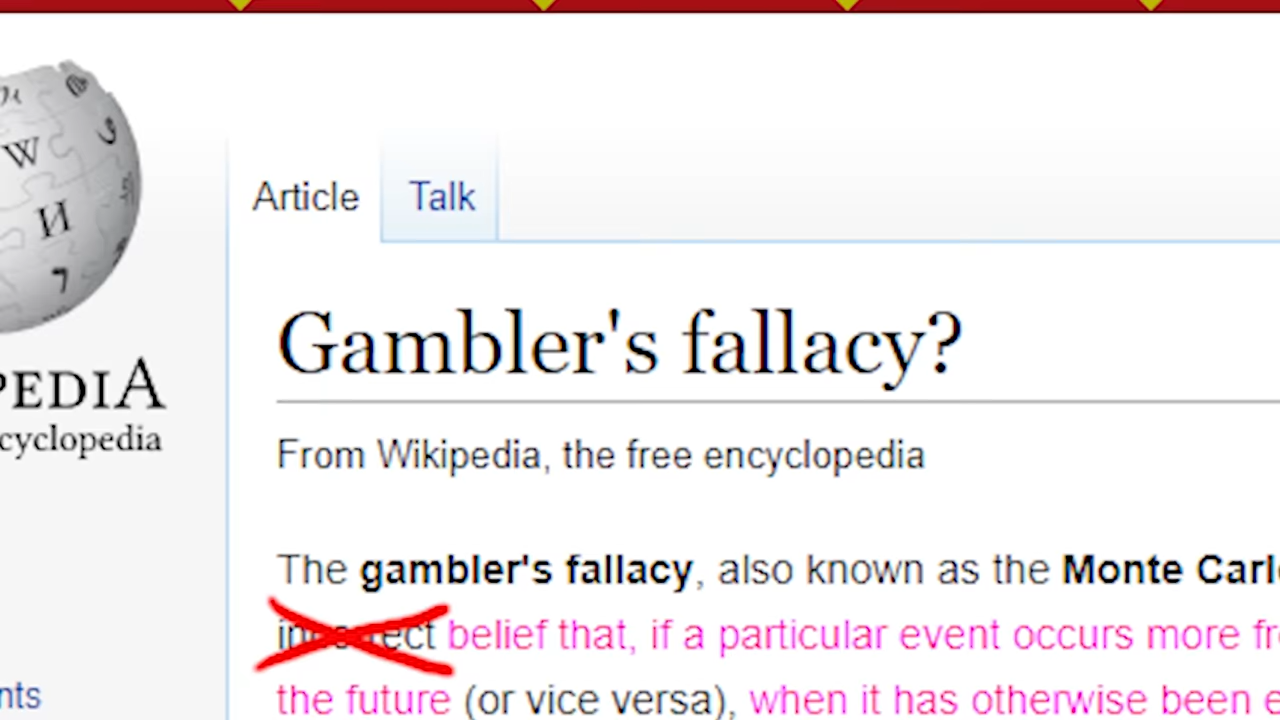 W
И
Article Talk
PEDIA
cyclopedia
Gambler's fallacy?
From Wikipedia, the free encyclopedia
The gambler's fallacy, also known as the Monte Carl
incorrect belief that, if a particular event occurs more fr
the future (or vice versa), when it has otherwise been e
nts